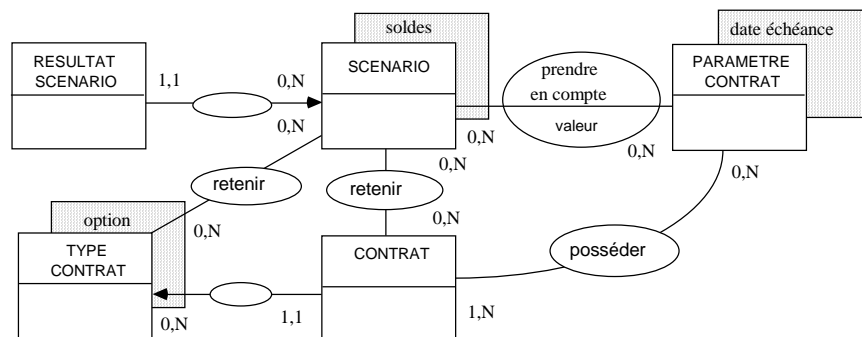 soldes
date échéance
RESULTAT
SCENARIO
SCENARIO
prendre
en compte
valeur
PARAMETRE
CONTRAT
1,1
0,N
0,N
0,N
0,N
0,N
0,N
retenir
retenir
option
0,N
0,N
TYPE
CONTRAT
CONTRAT
posséder
0,N
1,1
1,N